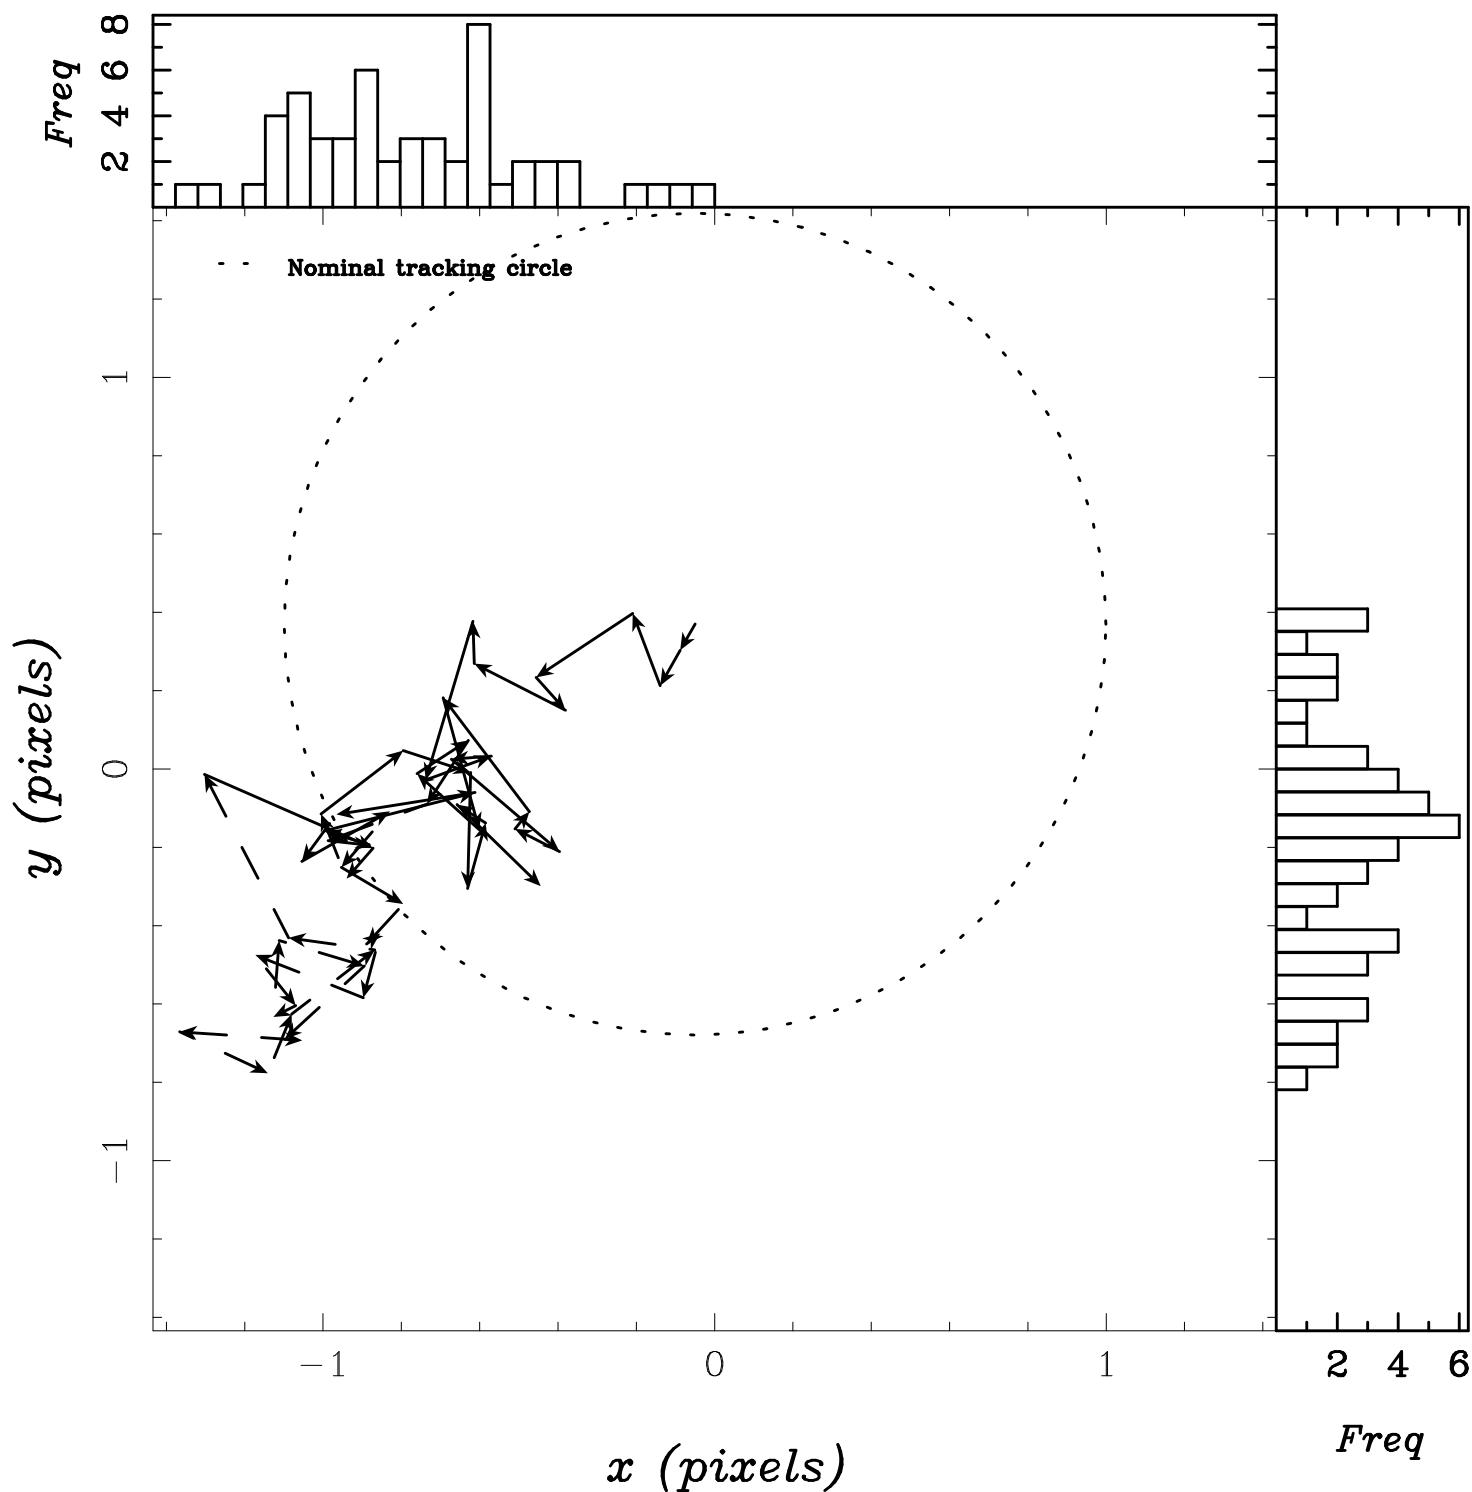 Freq
8
6
4
2
Nominal tracking circle
1
0
−1
y (pixels)
−1 0 1
x (pixels)
2 4 6
Freq